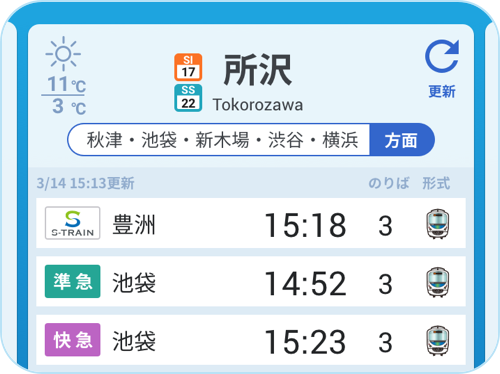 SI
17
所沢
SS
22
Tokorozawa
11℃
3 ℃
更新
秋津・池袋・新木場・渋谷・横浜 方面
3/14 15:13更新 のりば 形式
S-TRAIN 豊洲 15:18 3
準急 池袋 14:52 3
快急 池袋 15:23 3